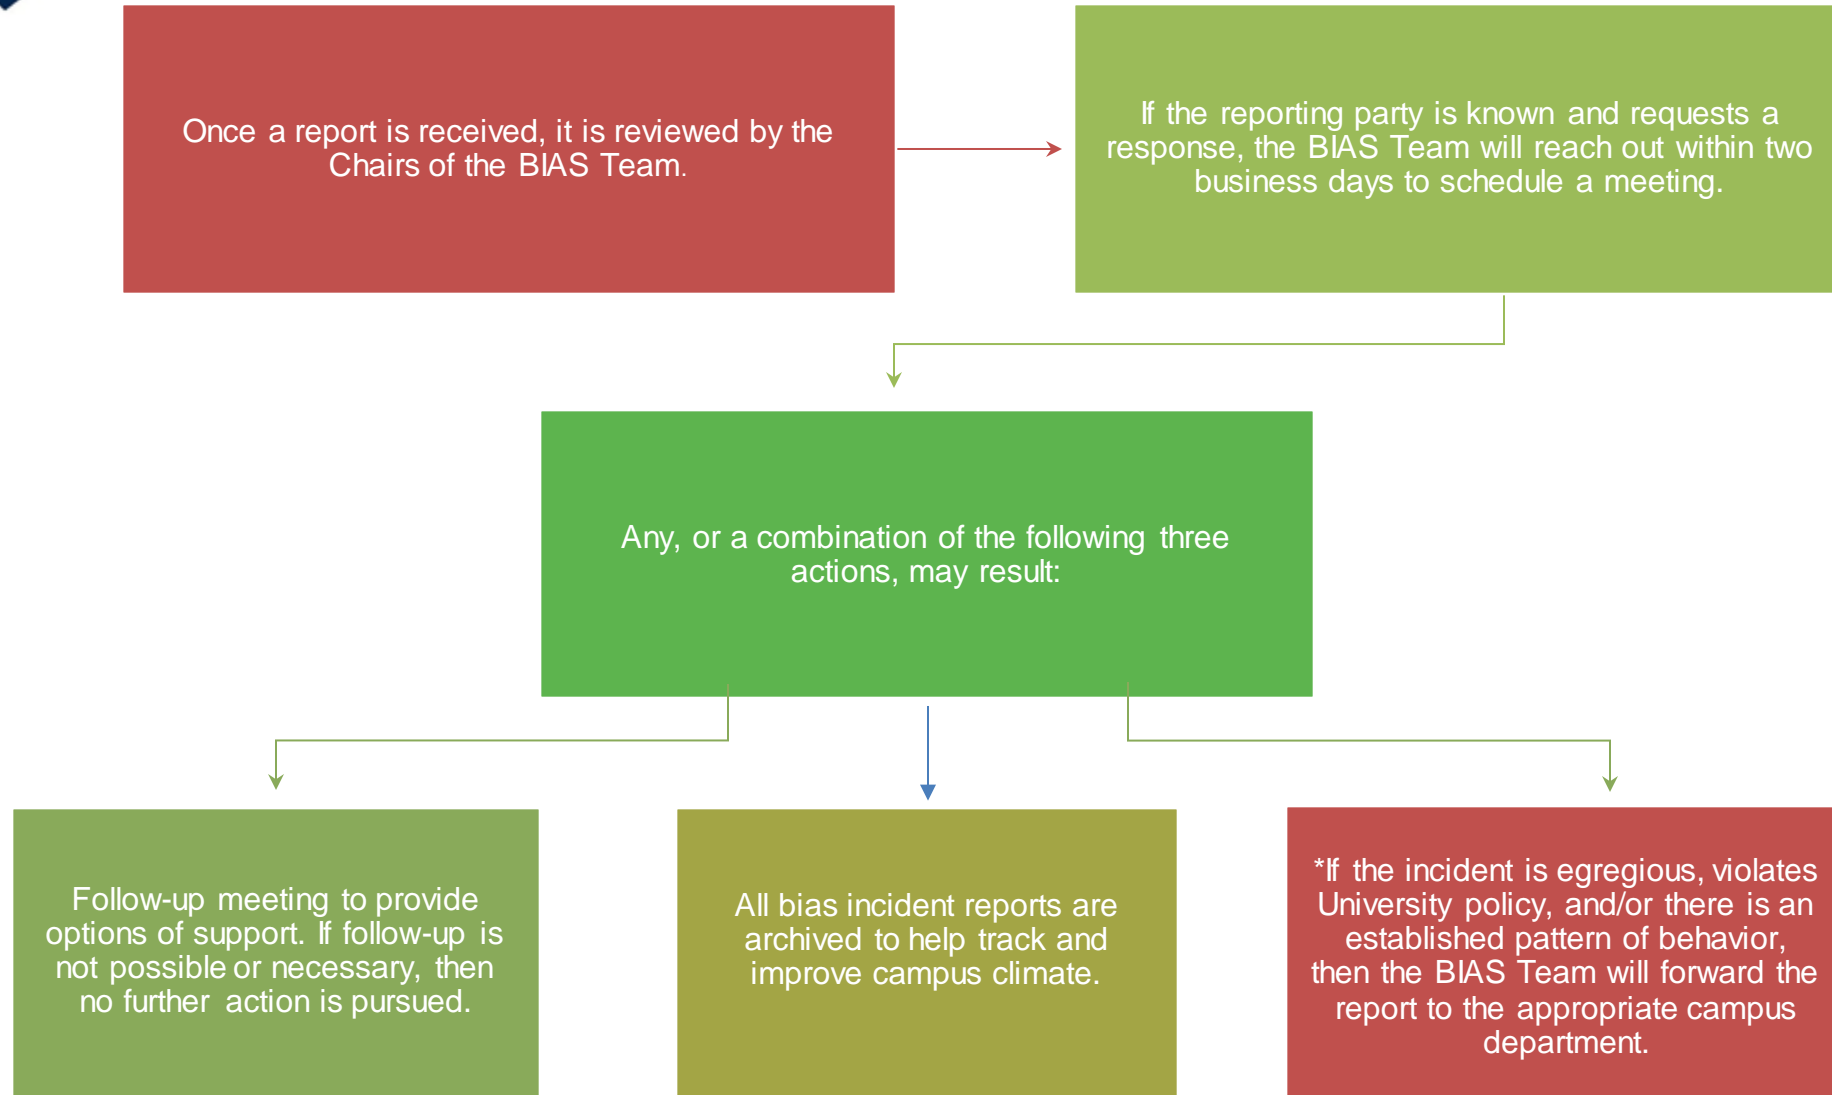 Once a report is received, it is reviewed by the
Chairs of the BIAS Team.
If the reporting party is known and requests a
response, the BIAS Team will reach out within two
business days to schedule a meeting.
Any, or a combination of the following three
actions, may result:
Follow-up meeting to provide
options of support. If follow-up is
not possible or necessary, then
no further action is pursued.
All bias incident reports are
archived to help track and
improve campus climate.
*If the incident is egregious, violates
University policy, and/or there is an
established pattern of behavior,
then the BIAS Team will forward the
report to the appropriate campus
department.